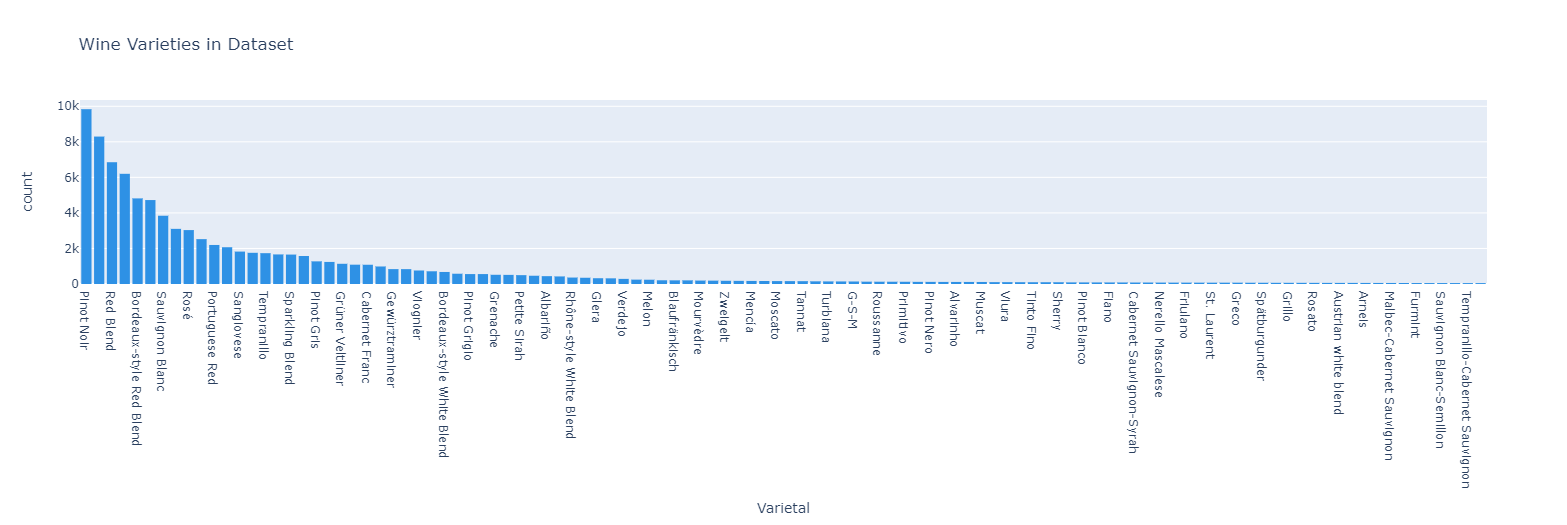 Wine Varieties in Dataset
10k
8k
6k
4k
2k
0
count
Pinot Noir
Red Blend
Bordeaux-style Red Blend
Sauvignon Blanc
Rosé
Portuguese Red
Sangiovese
Tempranillo
Sparkling Blend
Pinot Gris
Grüner Veltliner
Cabernet Franc
Gewürztraminer
Viognier
Bordeaux-style White Blend
Pinot Grigio
Grenache
Petite Sirah
Albariño
Rhône-style White Blend
Glera
Verdejo
Melon
Blaufränkisch
Mourvèdre
Zweigelt
Mencía
Moscato
Tannat
Turbiana
G-S-M
Roussanne
Primitivo
Pinot Nero
Alvarinho
Muscat
Viura
Tinto Fino
Sherry
Pinot Bianco
Fiano
Cabernet Sauvignon-Syrah
Nerello Mascalese
Friulano
St. Laurent
Greco
Spätburgunder
Grillo
Rosato
Austrian white blend
Arneis
Malbec-Cabernet Sauvignon
Furmint
Sauvignon Blanc-Semillon
Tempranillo-Cabernet Sauvignon
Varietal